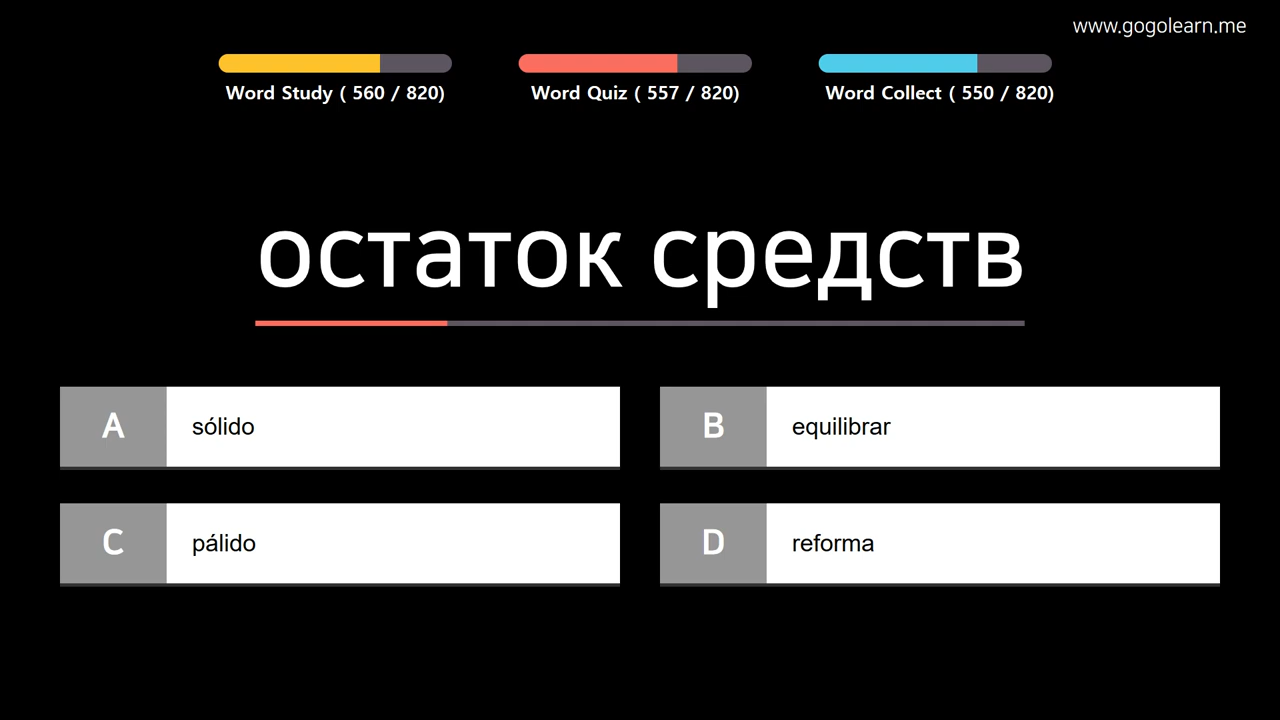 www.gogolearn.me
Word Study ( 560 / 820)
Word Quiz ( 557 / 820)
Word Collect ( 550 / 820)
остаток средств
A sólido
B equilibrar
C pálido
D reforma